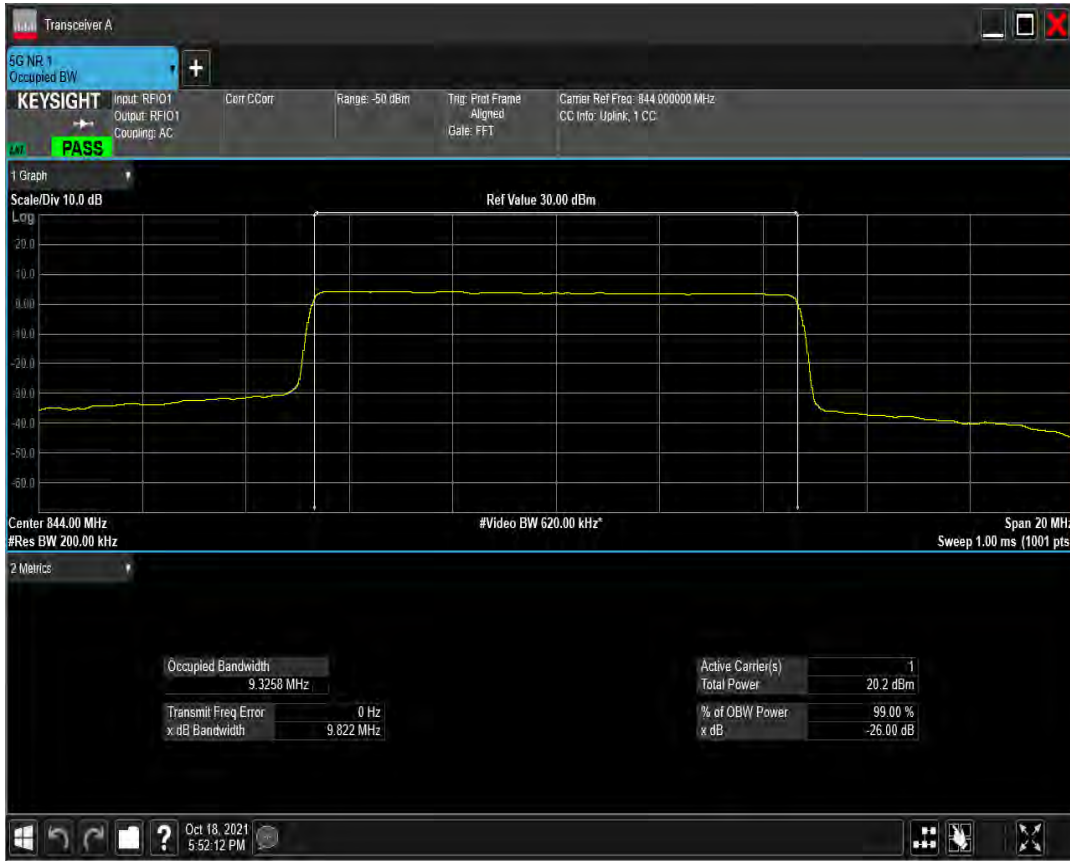 Transceiver A
5G NR 1
Occupied BW
+
KEYSIGHT
Input: RFIO1
Output: RFIO1
Coupling: AC
Corr CCorr
Range: -50 dBm
Trig: Prot Frame
Aligned
Gate: FFT
Carrier Ref Freq: 844.000000 MHz
CC Info: Uplink, 1 CC
PASS
1 Graph
Scale/Div 10.0 dB
Ref Value 30.00 dBm
Log
20.0
10.0
0.00
-10.0
-20.0
-30.0
-40.0
-50.0
-60.0
Center 844.00 MHz
#Video BW 620.00 kHz*
Span 20 MHz
#Res BW 200.00 kHz
Sweep 1.00 ms (1001 pts
2 Metrics
Occupied Bandwidth
9.3258 MHz
Transmit Freq Error 0 Hz
x dB Bandwidth 9.822 MHz
Active Carrier(s) 1
Total Power 20.2 dBm
% of OBW Power 99.00 %
x dB -26.00 dB
?
Oct 18, 2021
5:52:12 PM